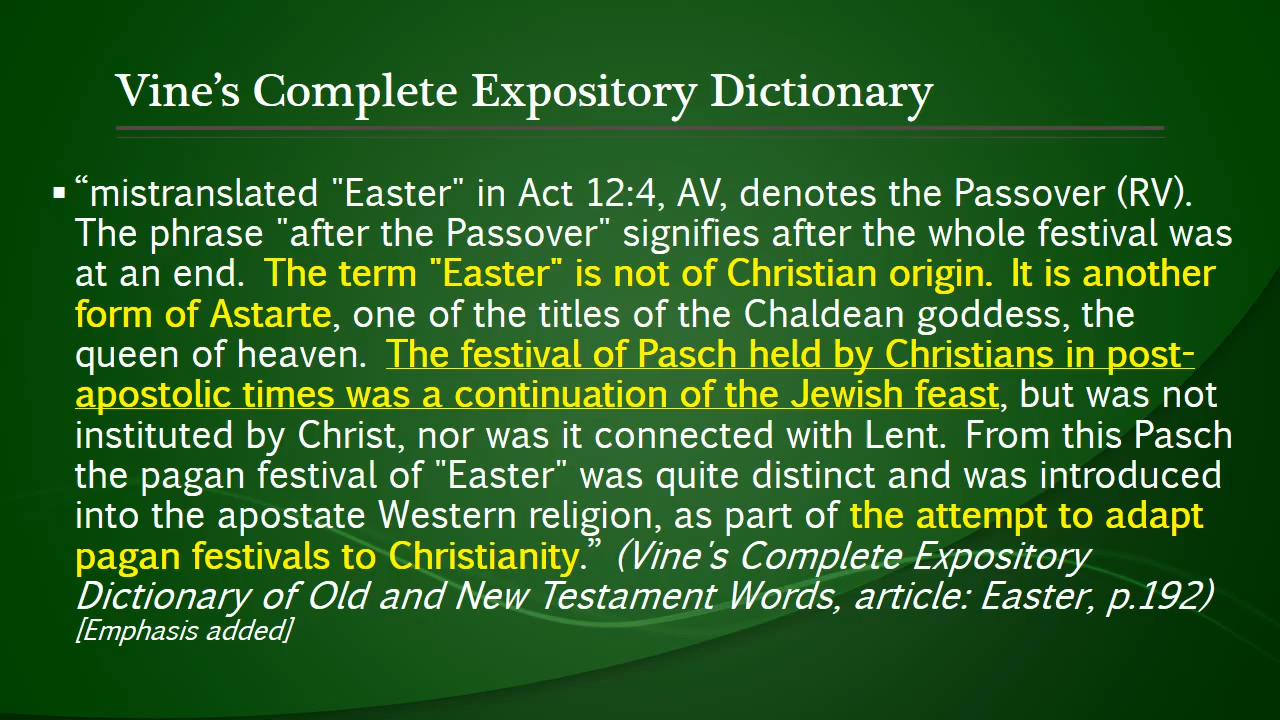 Vine’s Complete Expository Dictionary
▪ “mistranslated "Easter" in Act 12:4, AV, denotes the Passover (RV).
The phrase "after the Passover" signifies after the whole festival was
at an end.  The term "Easter" is not of Christian origin.  It is another
form of Astarte, one of the titles of the Chaldean goddess, the
queen of heaven.  The festival of Pasch held by Christians in post-
apostolic times was a continuation of the Jewish feast, but was not
instituted by Christ, nor was it connected with Lent.  From this Pasch
the pagan festival of "Easter" was quite distinct and was introduced
into the apostate Western religion, as part of the attempt to adapt
pagan festivals to Christianity.” (Vine's Complete Expository
Dictionary of Old and New Testament Words, article: Easter, p.192)
[Emphasis added]